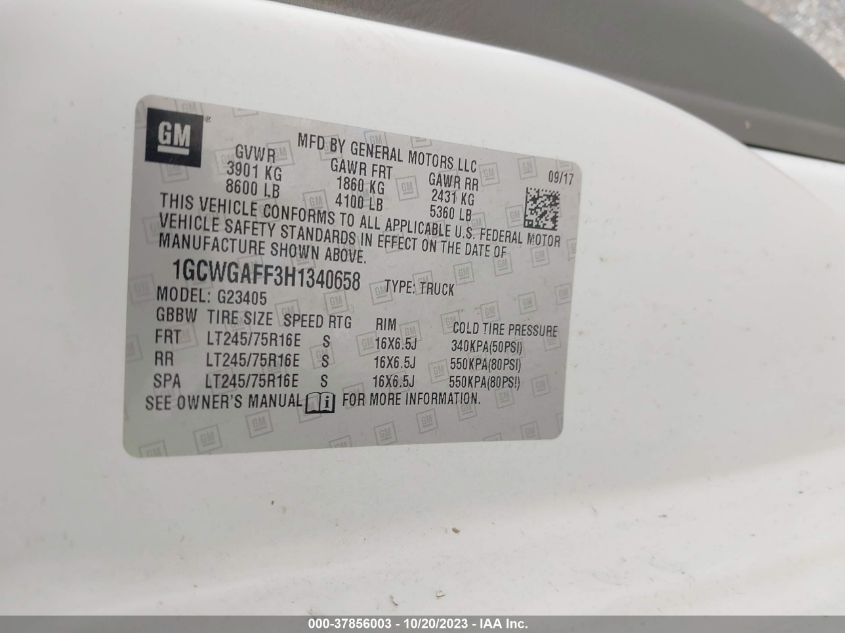 GM ®
MFD BY GENERAL MOTORS LLC
GVWR GAWR FRT GAWR RR 09/17
3901 KG 1860 KG 2431 KG
8600 LB 4100 LB 5360 LB
THIS VEHICLE CONFORMS TO ALL APPLICABLE U.S. FEDERAL MOTOR
VEHICLE SAFETY STANDARDS IN EFFECT ON THE DATE OF
MANUFACTURE SHOWN ABOVE.
1GCWGAFF3H1340658 TYPE: TRUCK
MODEL: G23405
GBBW TIRE SIZE SPEED RTG RIM COLD TIRE PRESSURE
FRT LT245/75R16E S 16X6.5J 340KPA(50PSI)
RR LT245/75R16E S 16X6.5J 550KPA(80PSI)
SPA LT245/75R16E S 16X6.5J 550KPA(80PSI)
SEE OWNER'S MANUAL i FOR MORE INFORMATION.
000-37856003 - 10/20/2023 - IAA Inc.